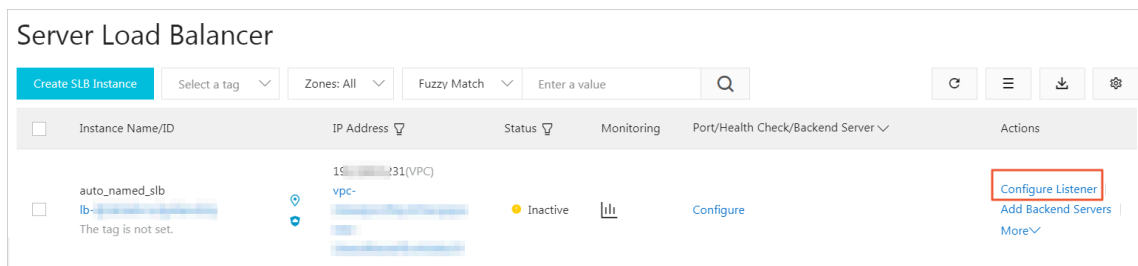 Server Load Balancer
Create SLB Instance Select a tag Zones: All Fuzzy Match Enter a value
Instance Name/ID IP Address Status Monitoring Port/Health Check/Backend Server Actions
19 231(VPC)
auto_named_slb vpc- Configure Listener
lb- Inactive Configure Add Backend Servers
The tag is not set. More